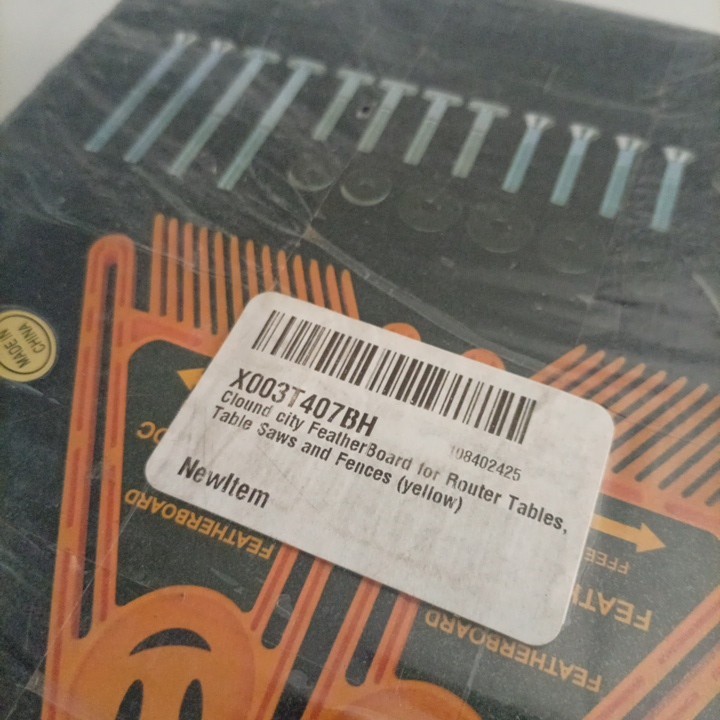 X003T407BH
108402425
Clound city FeatherBoard for Router Tables,
Table Saws and Fences (yellow)
NewItem
MADE IN
CHINA
FEATHERBOARD
FEATHERBOARD